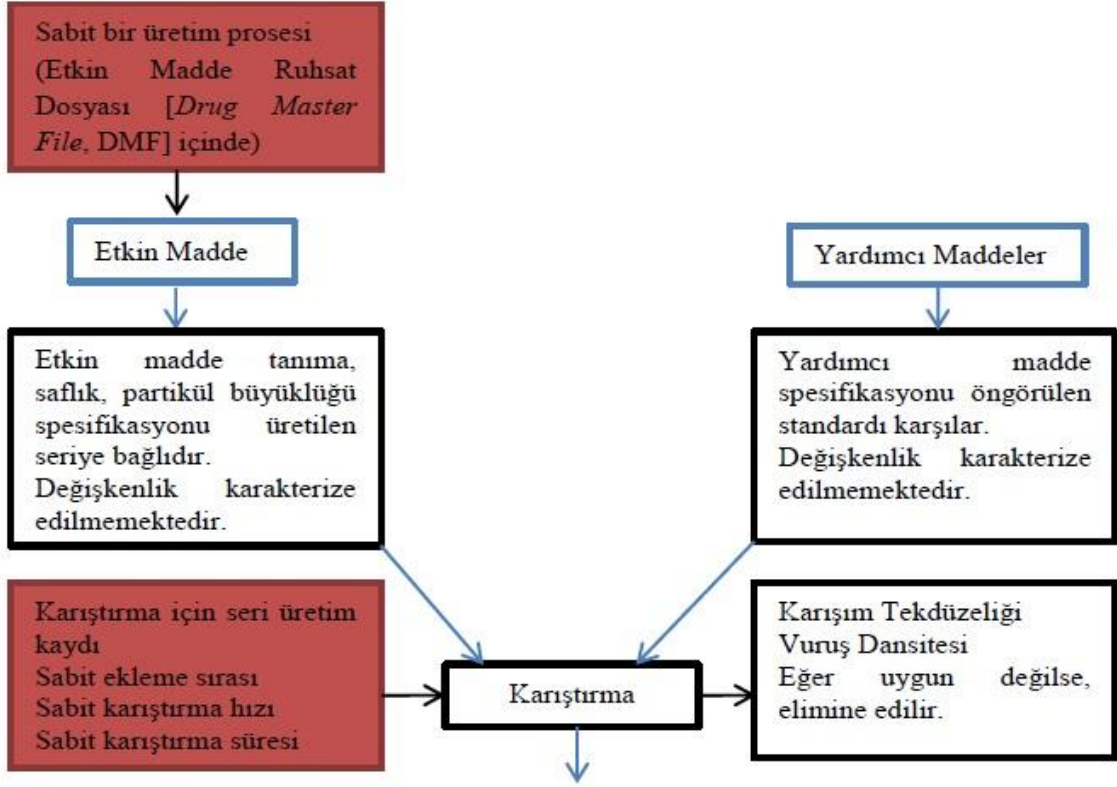 Sabit bir üretim prosesi
(Etkin Madde Ruhsat
Dosyası [Drug Master
File, DMF] içinde)
Etkin Madde
Yardımcı Maddeler
Etkin madde tanıma,
saflık, partikül büyüklüğü
spesifikasyonu üretilen
seriye bağlıdır.
Değişkenlik karakterize
edilmemektedir.
Yardımcı madde
spesifikasyonu öngörülen
standardı karşılar.
Değişkenlik karakterize
edilmemektedir.
Karıştırma için seri üretim
kaydı
Sabit ekleme sırası
Sabit karıştırma hızı
Sabit karıştırma süresi
Karıştırma
Karışım Tekdüzeliği
Vuruş Dansitesi
Eğer uygun değilse,
elimine edilir.